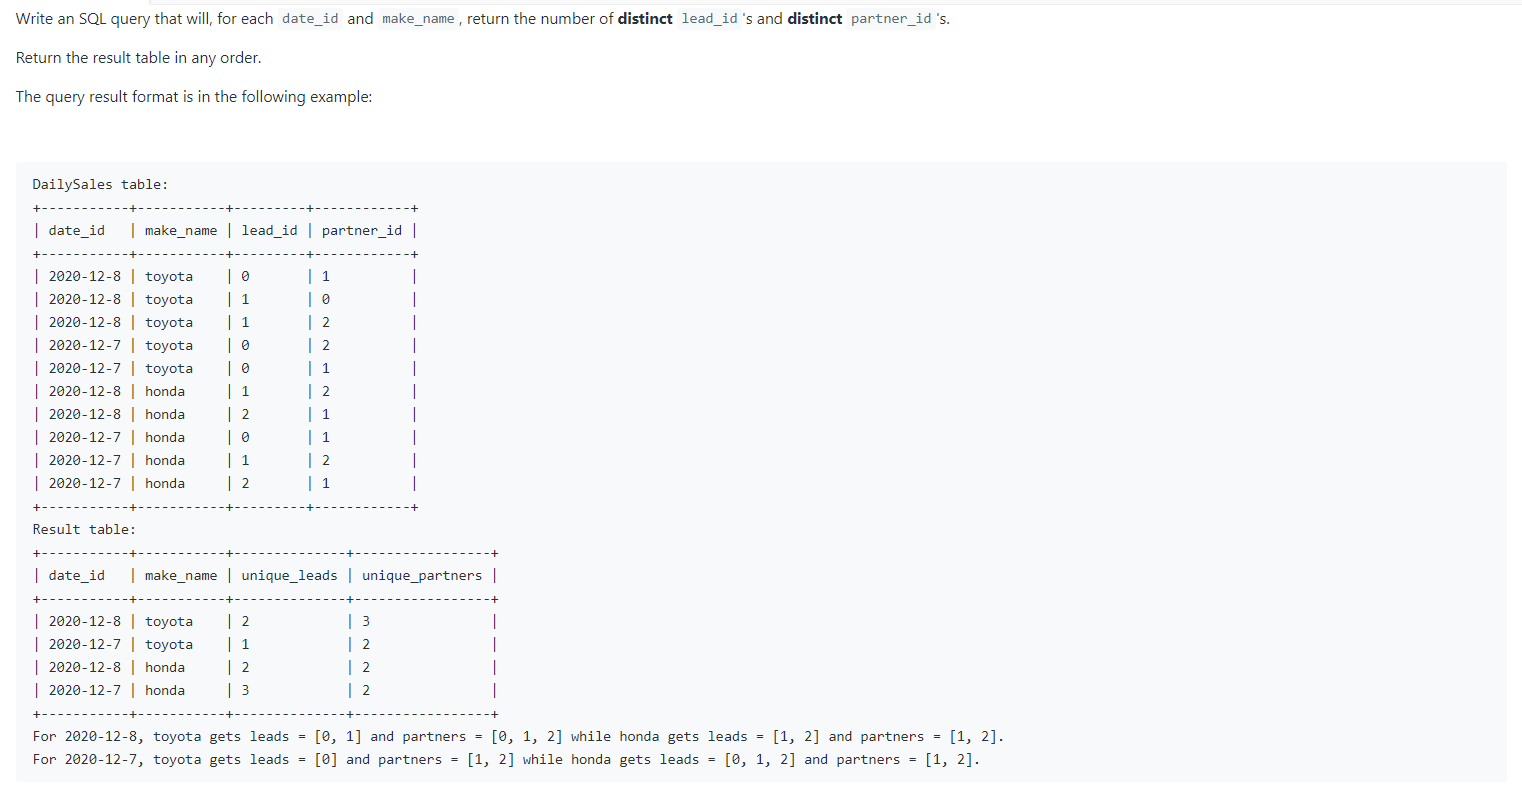 Write an SQL query that will, for each date_id and make_name, return the number of distinct lead_id's and distinct partner_id's.
Return the result table in any order.
The query result format is in the following example:
DailySales table:
+-----------+-----------+---------+------------+
| date_id   | make_name | lead_id | partner_id |
+-----------+-----------+---------+------------+
| 2020-12-8 | toyota    | 0       | 1          |
| 2020-12-8 | toyota    | 1       | 0          |
| 2020-12-8 | toyota    | 1       | 2          |
| 2020-12-7 | toyota    | 0       | 2          |
| 2020-12-7 | toyota    | 0       | 1          |
| 2020-12-8 | honda     | 1       | 2          |
| 2020-12-8 | honda     | 2       | 1          |
| 2020-12-7 | honda     | 0       | 1          |
| 2020-12-7 | honda     | 1       | 2          |
| 2020-12-7 | honda     | 2       | 1          |
+-----------+-----------+---------+------------+
Result table:
+-----------+-----------+--------------+-----------------+
| date_id   | make_name | unique_leads | unique_partners |
+-----------+-----------+--------------+-----------------+
| 2020-12-8 | toyota    | 2            | 3               |
| 2020-12-7 | toyota    | 1            | 2               |
| 2020-12-8 | honda     | 2            | 2               |
| 2020-12-7 | honda     | 3            | 2               |
+-----------+-----------+--------------+-----------------+
For 2020-12-8, toyota gets leads = [0, 1] and partners = [0, 1, 2] while honda gets leads = [1, 2] and partners = [1, 2].
For 2020-12-7, toyota gets leads = [0] and partners = [1, 2] while honda gets leads = [0, 1, 2] and partners = [1, 2].